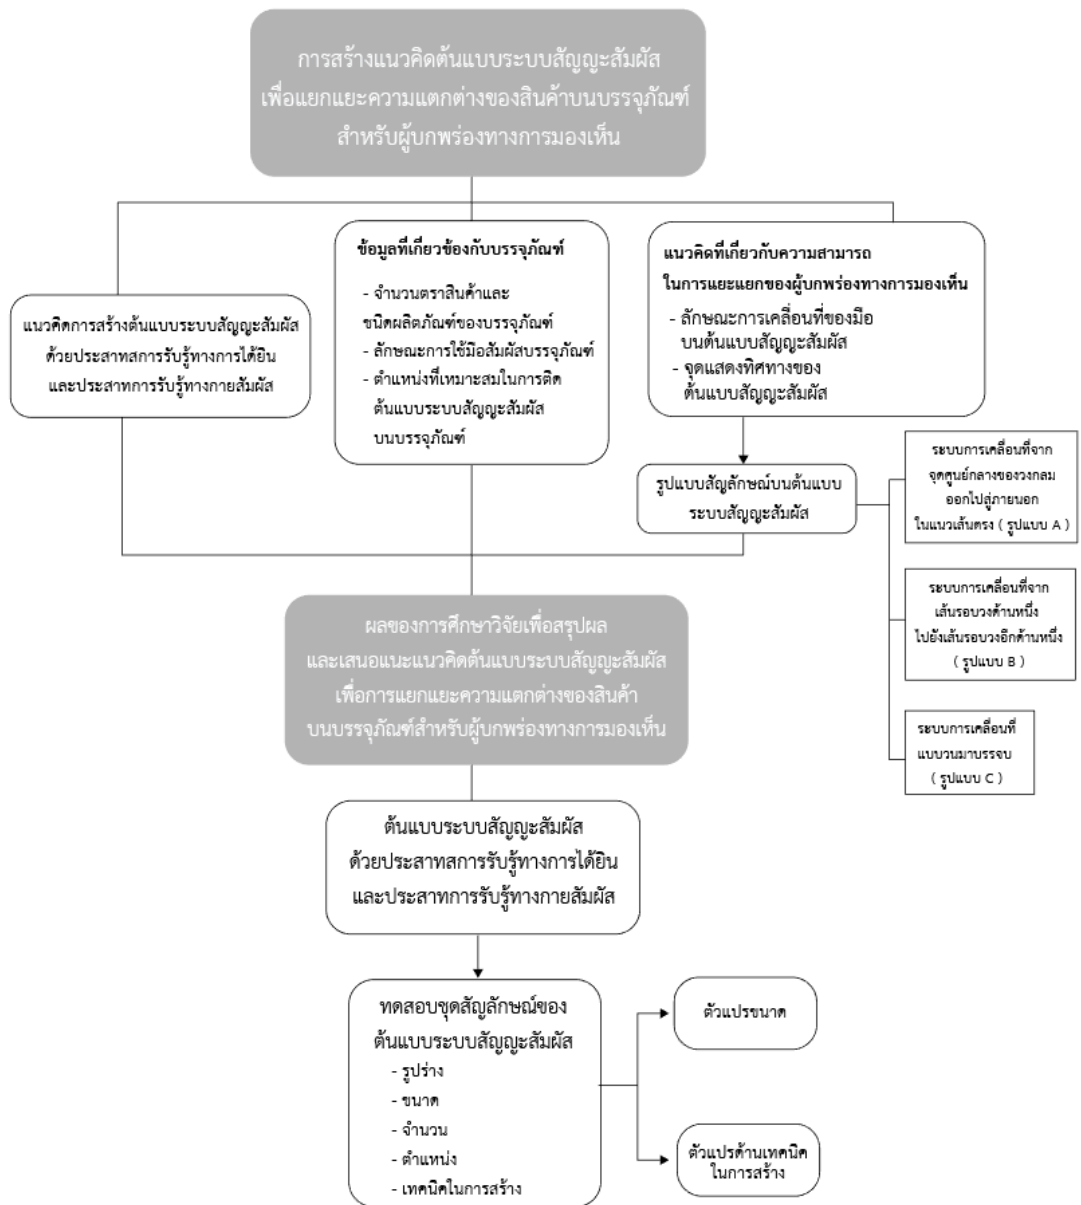 การสร้างแนวคิดต้นแบบระบบสัญญะสัมผัส
เพื่อแยกแยะความแตกต่างของสินค้าบนบรรจุภัณฑ์
สำหรับผู้บกพร่องทางการมองเห็น
แนวคิดการสร้างต้นแบบระบบสัญญะสัมผัส
ด้วยประสาทสการรับรู้ทางการได้ยิน
และประสาทการรับรู้ทางกายสัมผัส
ข้อมูลที่เกี่ยวข้องกับบรรจุภัณฑ์
- จำนวนตราสินค้าและ
ชนิดผลิตภัณฑ์ของบรรจุภัณฑ์
- ลักษณะการใช้มือสัมผัสบรรจุภัณฑ์
- ตำแหน่งที่เหมาะสมในการติด
ต้นแบบระบบสัญญะสัมผัส
บนบรรจุภัณฑ์
แนวคิดที่เกี่ยวกับความสามารถ
ในการแยะแยกของผู้บกพร่องทางการมองเห็น
- ลักษณะการเคลื่อนที่ของมือ
บนต้นแบบสัญญะสัมผัส
- จุดแสดงทิศทางของ
ต้นแบบสัญญะสัมผัส
รูปแบบสัญลักษณ์บนต้นแบบ
ระบบสัญญะสัมผัส
ระบบการเคลื่อนที่จาก
จุดศูนย์กลางของวงกลม
ออกไปสู่ภายนอก
ในแนวเส้นตรง ( รูปแบบ A )
ระบบการเคลื่อนที่จาก
เส้นรอบวงด้านหนึ่ง
ไปยังเส้นรอบวงอีกด้านหนึ่ง
( รูปแบบ B )
ระบบการเคลื่อนที่
แบบวนมาบรรจบ
( รูปแบบ C )
ผลของการศึกษาวิจัยเพื่อสรุปผล
และเสนอแนะแนวคิดต้นแบบระบบสัญญะสัมผัส
เพื่อการแยกแยะความแตกต่างของสินค้า
บนบรรจุภัณฑ์สำหรับผู้บกพร่องทางการมองเห็น
ต้นแบบระบบสัญญะสัมผัส
ด้วยประสาทสการรับรู้ทางการได้ยิน
และประสาทการรับรู้ทางกายสัมผัส
ทดสอบชุดสัญลักษณ์ของ
ต้นแบบระบบสัญญะสัมผัส
- รูปร่าง
- ขนาด
- จำนวน
- ตำแหน่ง
- เทคนิคในการสร้าง
ตัวแปรขนาด
ตัวแปรด้านเทคนิค
ในการสร้าง